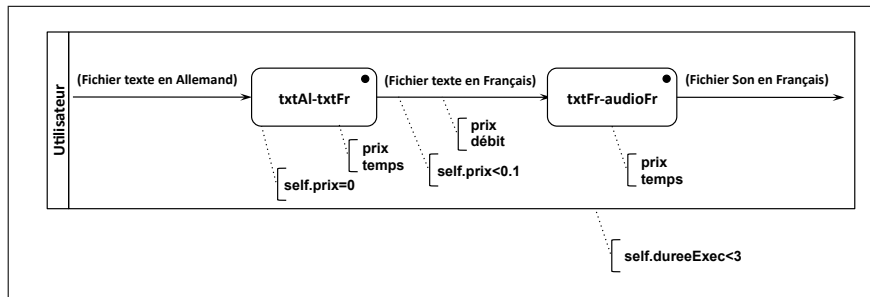 Utilisateur
(Fichier texte en Allemand)
txtAl-txtFr
(Fichier texte en Français)
txtFr-audioFr
(Fichier Son en Français)
prix
temps
self.prix=0
prix
débit
self.prix<0.1
prix
temps
self.dureeExec<3